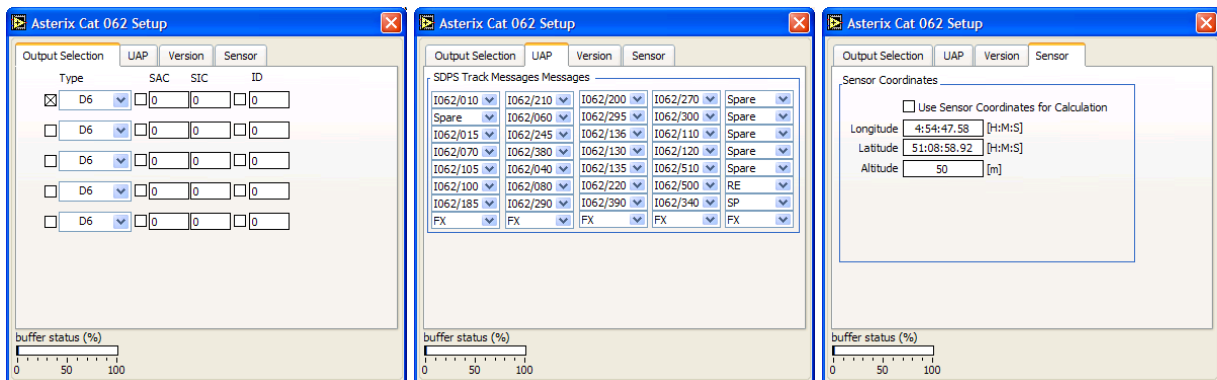 Asterix Cat 062 Setup
Output Selection UAP Version Sensor
Type SAC SIC ID
D6 0 0 0
D6 0 0 0
D6 0 0 0
D6 0 0 0
D6 0 0 0
buffer status (%)
0 50 100
Asterix Cat 062 Setup
Output Selection UAP Version Sensor
SDPS Track Messages Messages
I062/010 I062/210 I062/200 I062/270 Spare
Spare I062/060 I062/295 I062/300 Spare
I062/015 I062/245 I062/136 I062/110 Spare
I062/070 I062/380 I062/130 I062/120 Spare
I062/105 I062/040 I062/135 I062/510 Spare
I062/100 I062/080 I062/220 I062/500 RE
I062/185 I062/290 I062/390 I062/340 SP
FX FX FX FX FX
buffer status (%)
0 50 100
Asterix Cat 062 Setup
Output Selection UAP Version Sensor
Sensor Coordinates
Use Sensor Coordinates for Calculation
Longitude 4:54:47.58 [H:M:S]
Latitude 51:08:58.92 [H:M:S]
Altitude 50 [m]
buffer status (%)
0 50 100